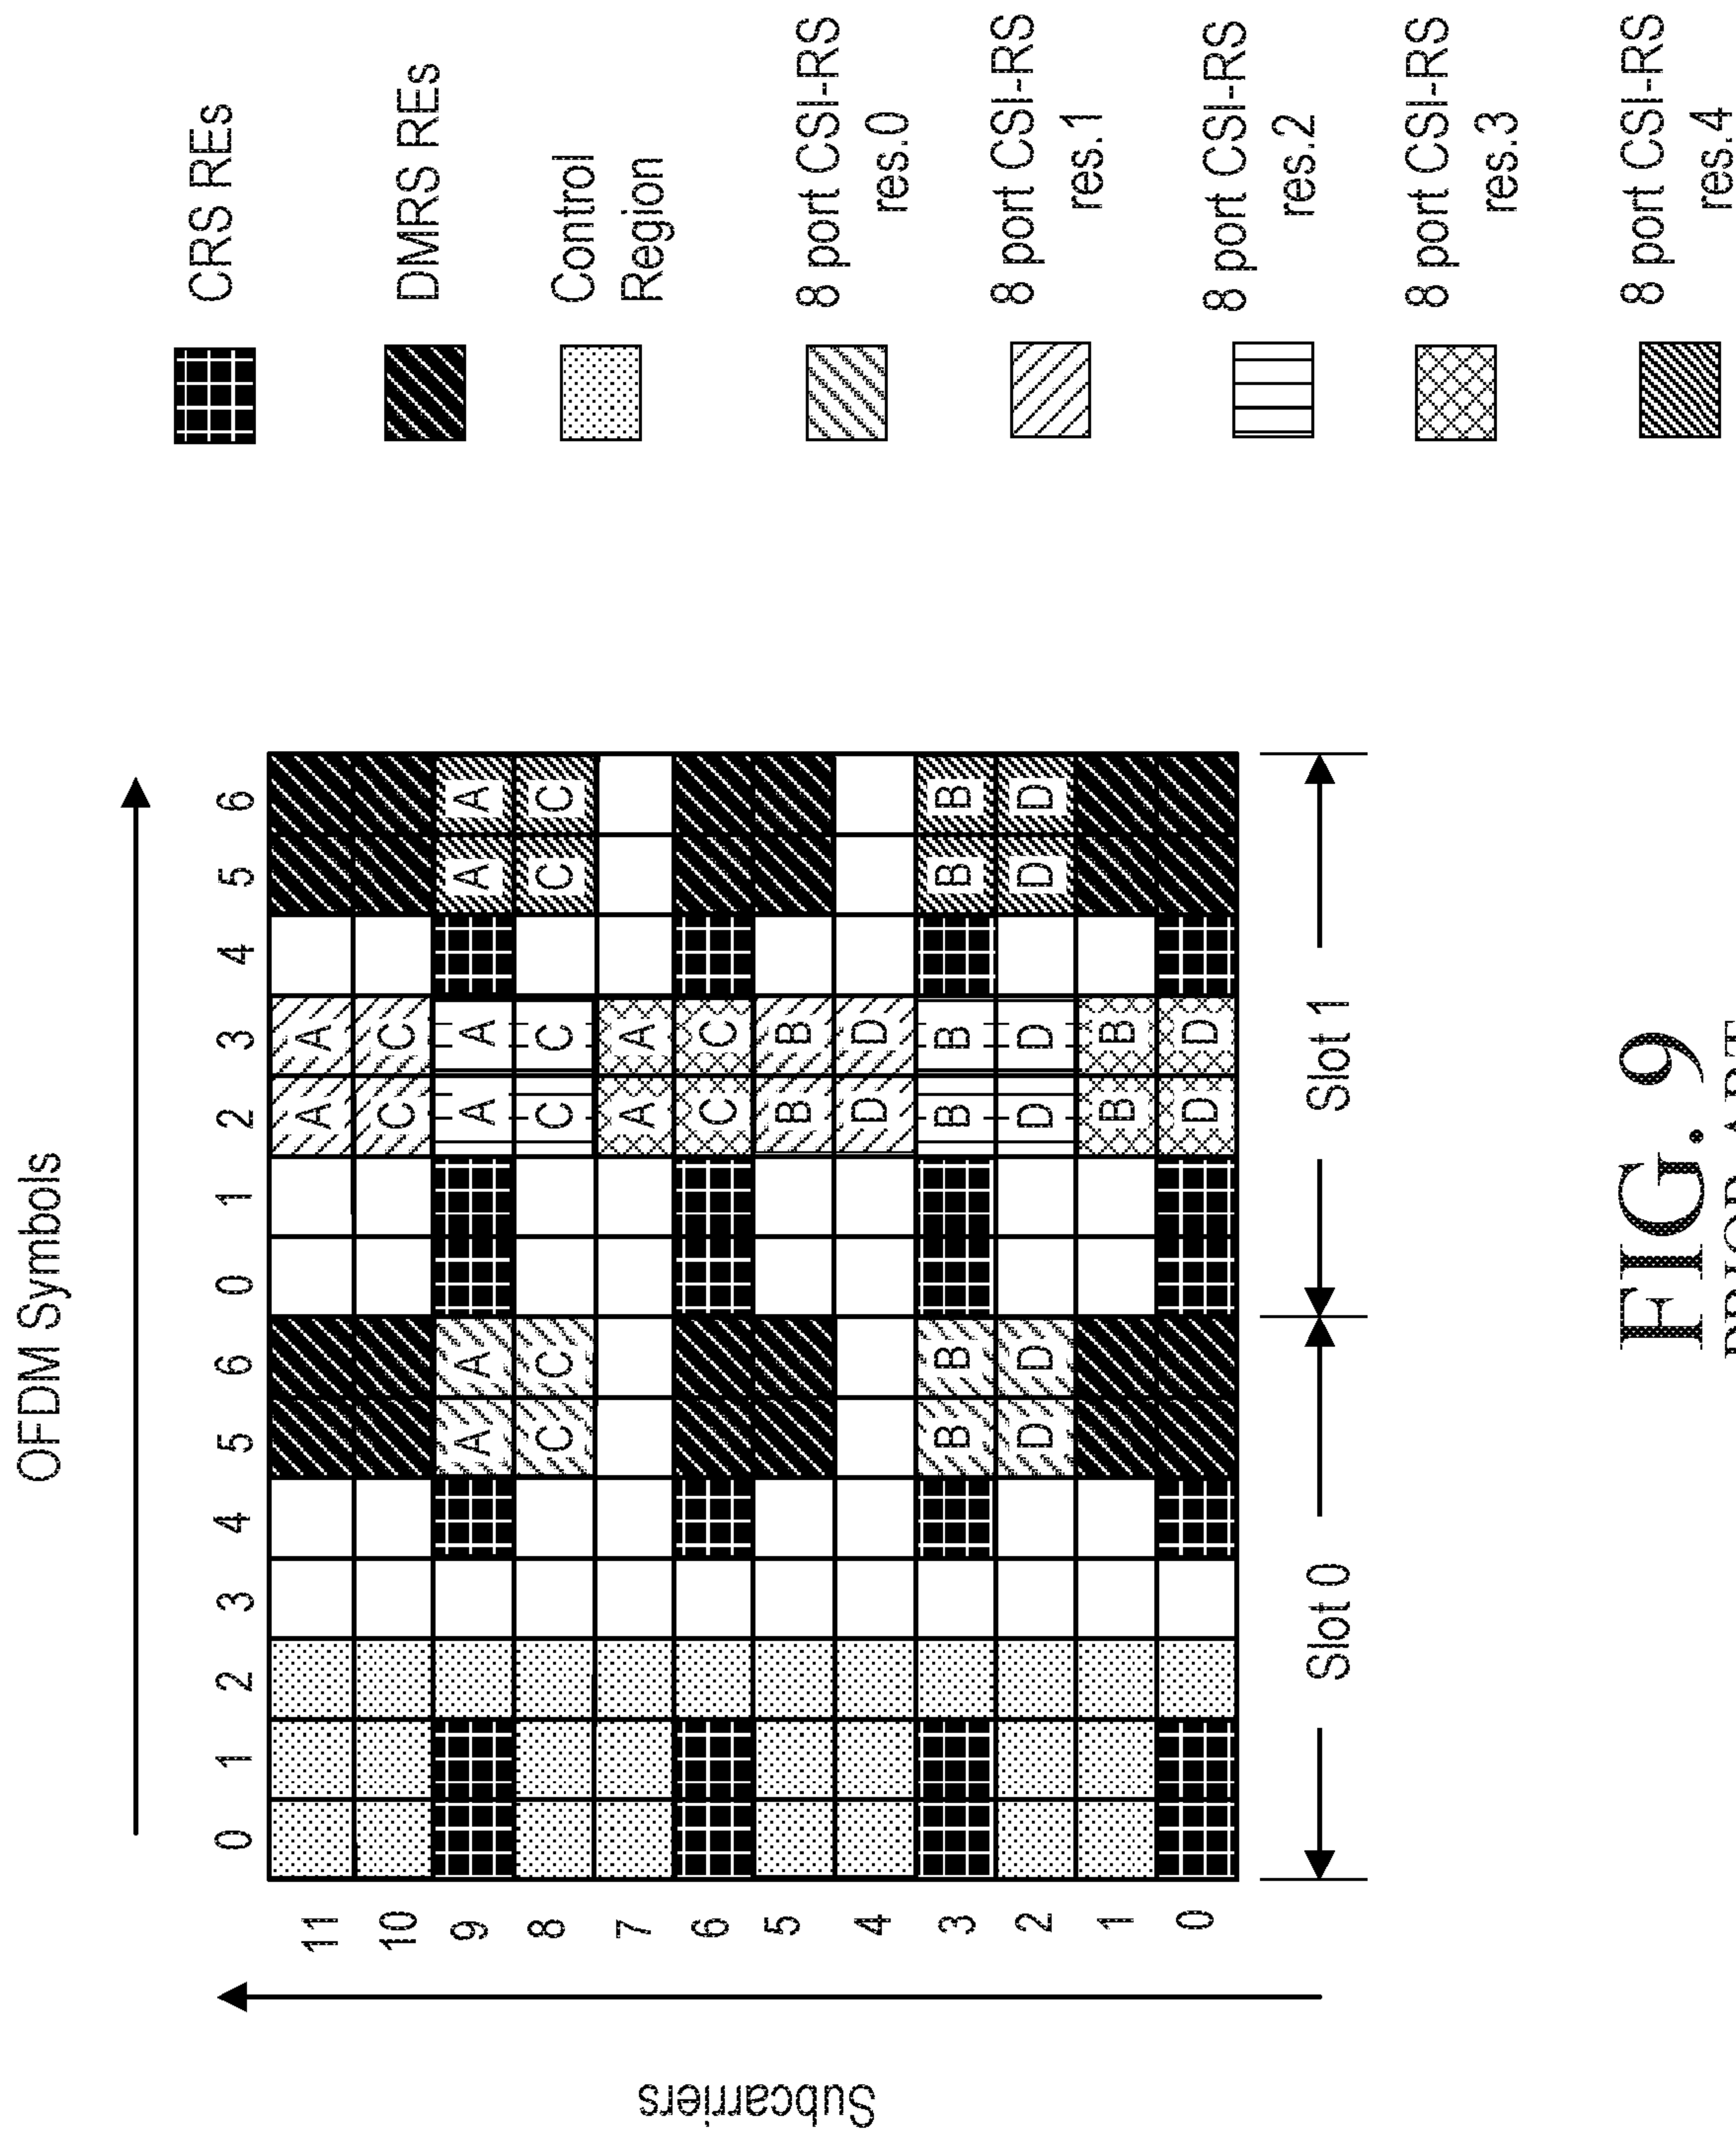 OFDM Symbols
0 1 2 3 4 5 6 0 1 2 3 4 5 6
11 A A
10 C C
9 A A A A A A
8 C C C C C C
7 A A
6 C C
5 B B
4 D D
3 B B B B B B
2 D D D D D D
1 B B
0 D D
Subcarriers
Slot 0 Slot 1
CRS REs
DMRS REs
Control
Region
8 port CSI-RS
res.0
8 port CSI-RS
res.1
8 port CSI-RS
res.2
8 port CSI-RS
res.3
8 port CSI-RS
res.4
FIG. 9
PRIOR ART